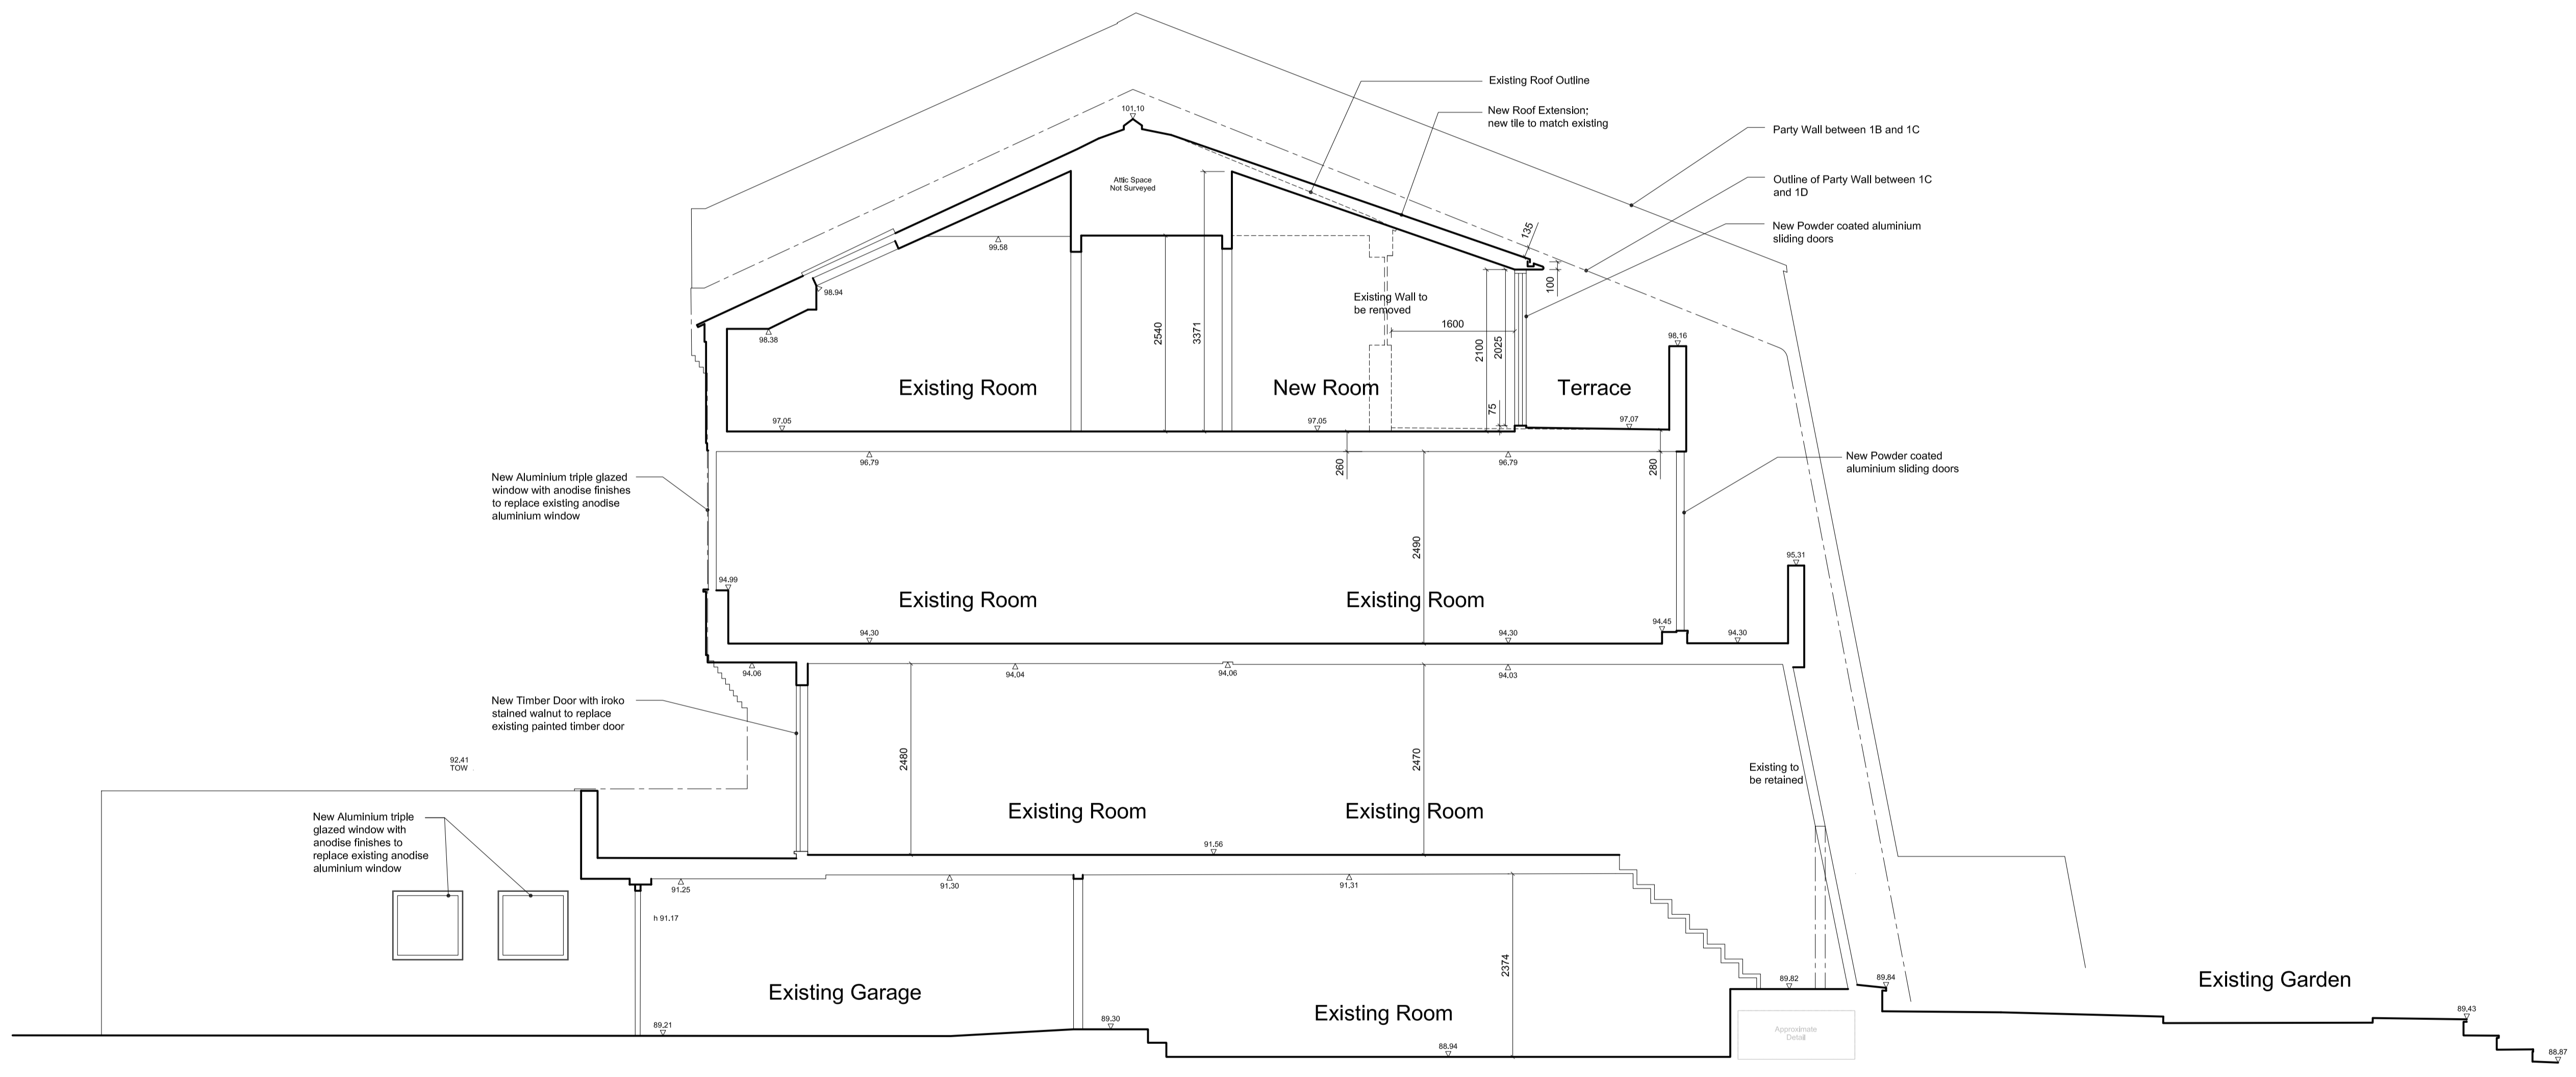 Existing Roof Outline
New Roof Extension;
new tile to match existing
Party Wall between 1B and 1C
Outline of Party Wall between 1C
and 1D
New Powder coated aluminium
sliding doors
101.10
Attic Space
Not Surveyed
99.58
98.94
98.38
135
100
Existing Wall to
be removed
1600
2540
3371
2100
2025
75
98.16
Existing Room
New Room
Terrace
97.05
97.05
97.07
96.79
260
96.79
280
New Powder coated
aluminium sliding doors
New Aluminium triple glazed
window with anodise finishes
to replace existing anodise
aluminium window
2490
95.31
94.99
Existing Room
Existing Room
94.30
94.30
94.45
94.30
94.06
94.04
94.06
94.03
New Timber Door with Iroko
stained walnut to replace
existing painted timber door
2480
2470
92.41
TOW
Existing to
be retained
New Aluminium triple
glazed window with
anodise finishes to
replace existing anodise
aluminium window
Existing Room
Existing Room
91.56
91.25
91.30
91.31
h 91.17
2374
Existing Garage
Existing Room
89.82
89.84
Existing Garden
89.21
89.30
88.94
Approximate
Detail
89.43
88.87